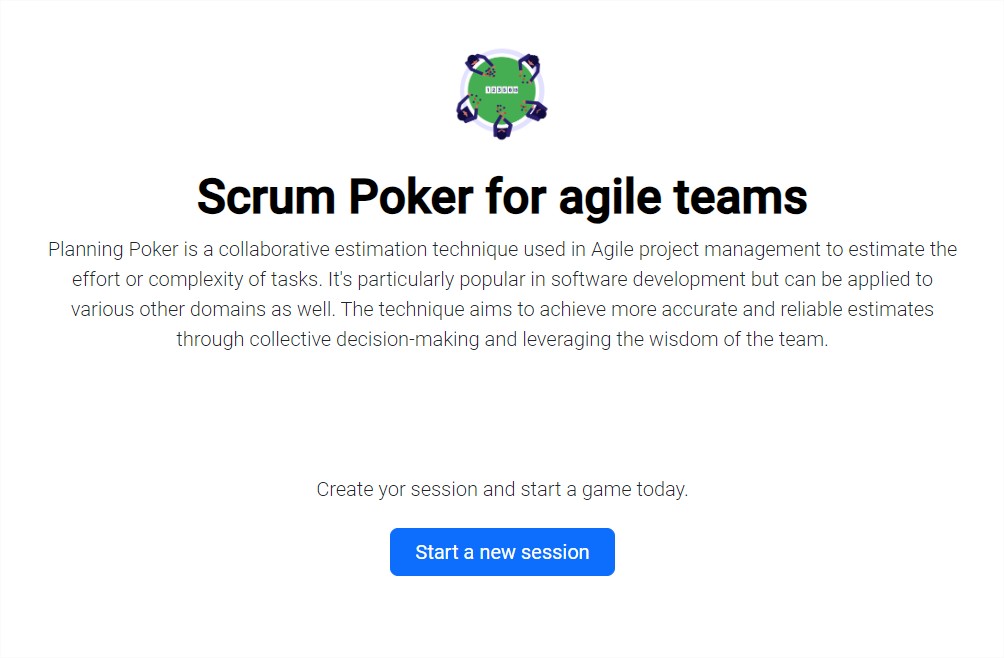 Scrum Poker for agile teams
Planning Poker is a collaborative estimation technique used in Agile project management to estimate the
effort or complexity of tasks. It's particularly popular in software development but can be applied to
various other domains as well. The technique aims to achieve more accurate and reliable estimates
through collective decision-making and leveraging the wisdom of the team.
Create yor session and start a game today.
Start a new session